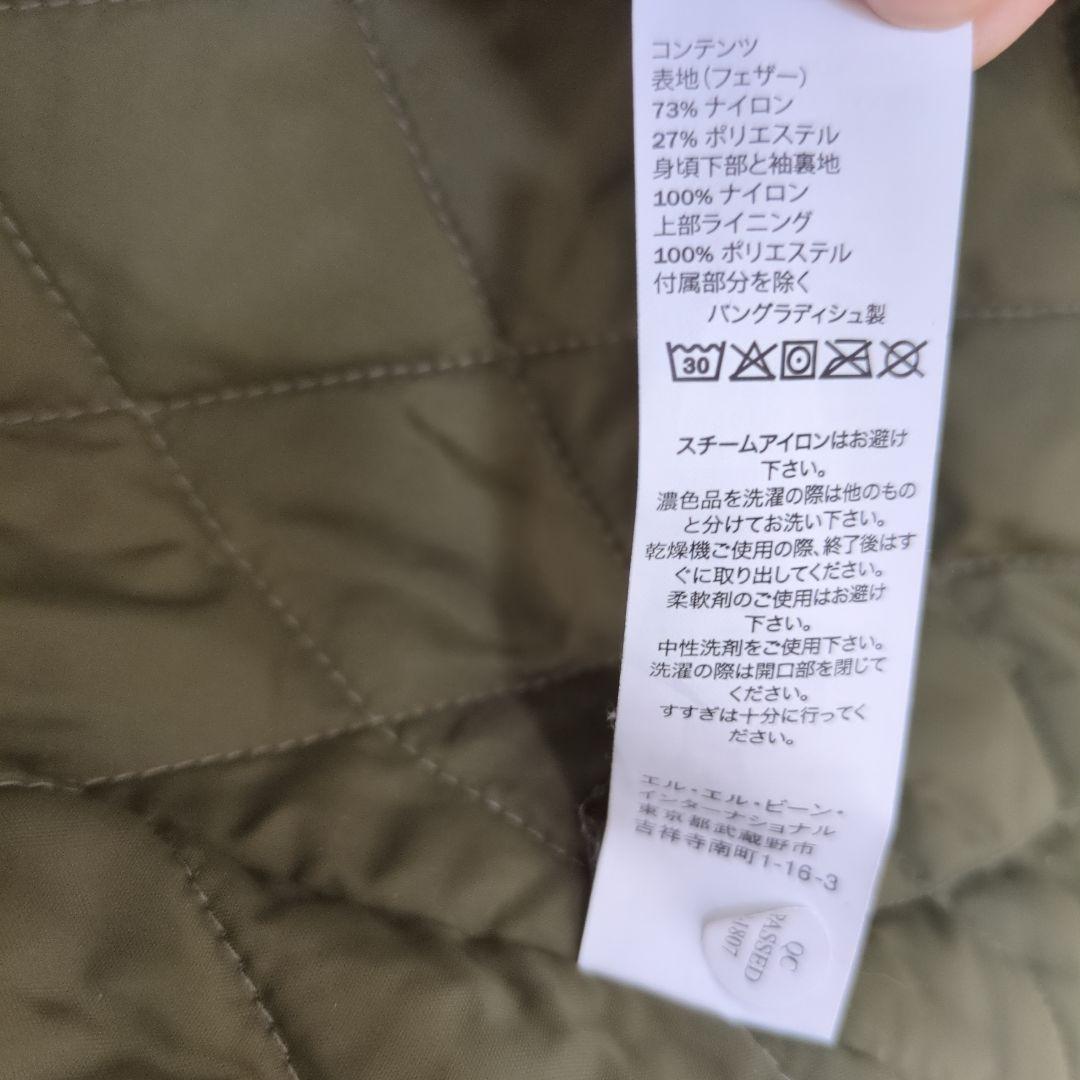 コンテンツ
表地(フェザー)
73% ナイロン
27% ポリエステル
身頃下部と袖裏地
100% ナイロン
上部ライニング
100% ポリエステル
付属部分を除く
バングラディシュ製
30
スチームアイロンはお避け
下さい。
濃色品を洗濯の際は他のもの
と分けてお洗い下さい。
乾燥機ご使用の際、終了後はす
ぐに取り出してください。
柔軟剤のご使用はお避け
下さい。
中性洗剤をご使用下さい。
洗濯の際は開口部を閉じて
ください。
すすぎは十分に行ってく
ださい。
エル・エル・ビーン・
インターナショナル
東京都武蔵野市
吉祥寺南町1-16-3
QC
PASSED